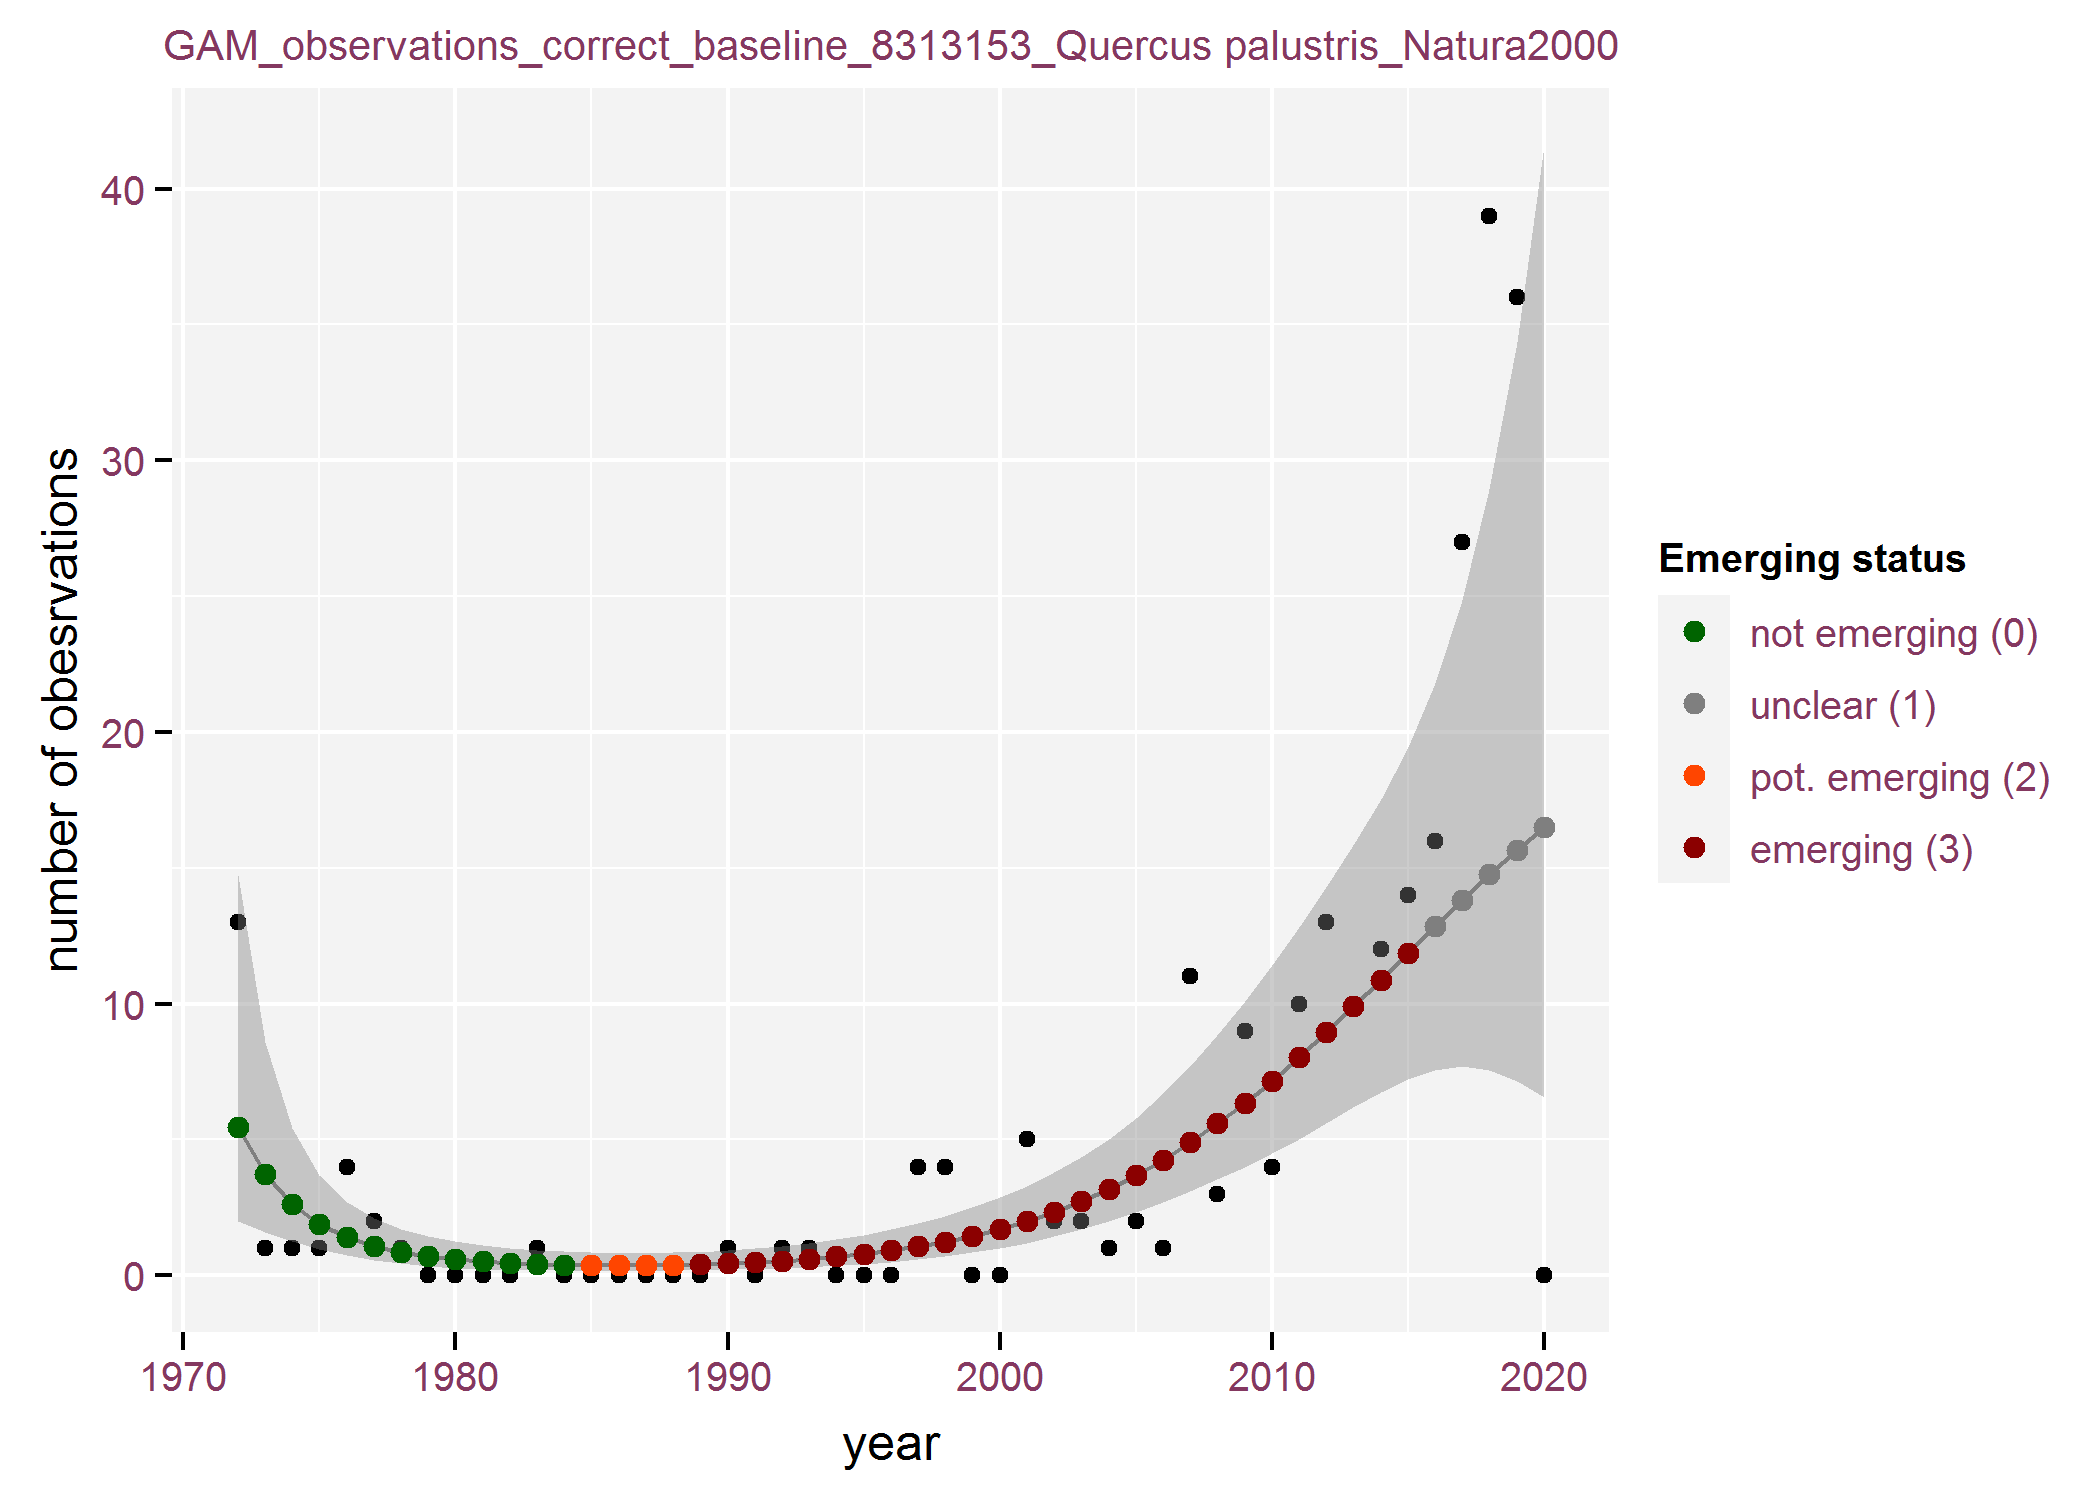 GAM_observations_correct_baseline_8313153_Quercus palustris_Natura2000
number of obesrvations
40
30
20
10
0
1970 1980 1990 2000 2010 2020
year
Emerging status
not emerging (0)
unclear (1)
pot. emerging (2)
emerging (3)